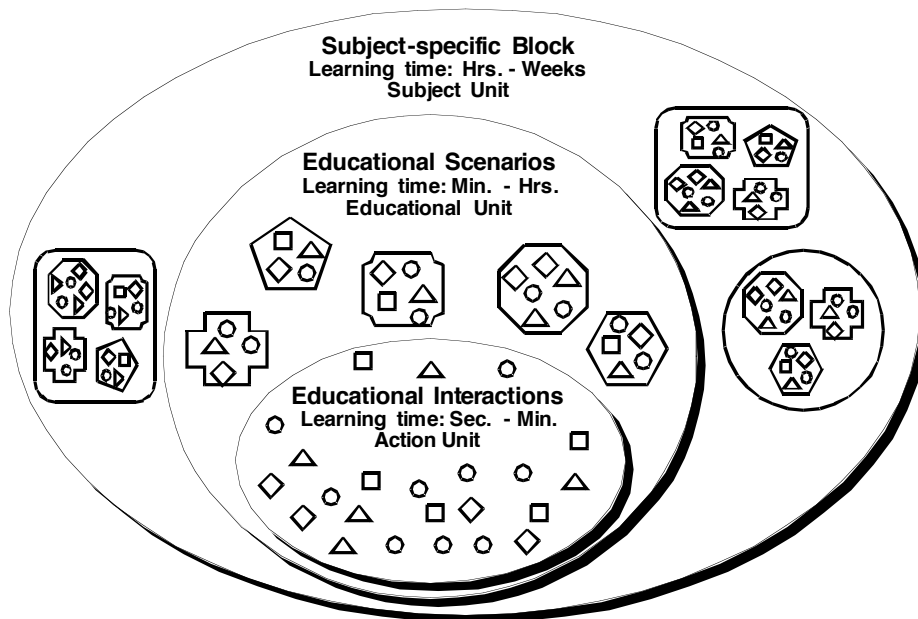 Subject-specific Block
Learning time: Hrs. - Weeks
Subject Unit
Educational Scenarios
Learning time: Min. - Hrs.
Educational Unit
Educational Interactions
Learning time: Sec. - Min.
Action Unit